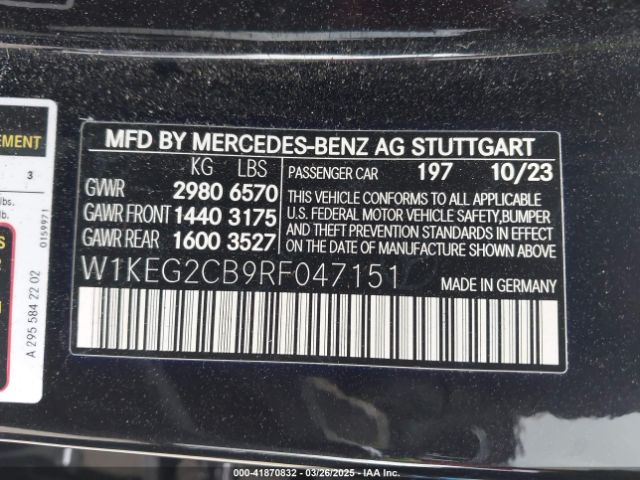 MFD BY MERCEDES-BENZ AG STUTTGART
KG LBS
GVWR 2980 6570
GAWR FRONT 1440 3175
GAWR REAR 1600 3527
PASSENGER CAR 197 10/23
THIS VEHICLE CONFORMS TO ALL APPLICABLE
U.S. FEDERAL MOTOR VEHICLE SAFETY,BUMPER
AND THEFT PREVENTION STANDARDS IN EFFECT
ON THE DATE OF MANUFACTURE SHOWN ABOVE.
W1KEG2CB9RF047151
MADE IN GERMANY
EMENT
3
lbs.
lb.
0159971
A 295 584 22 02
000-41870832 - 03/26/2025 - IAA Inc.